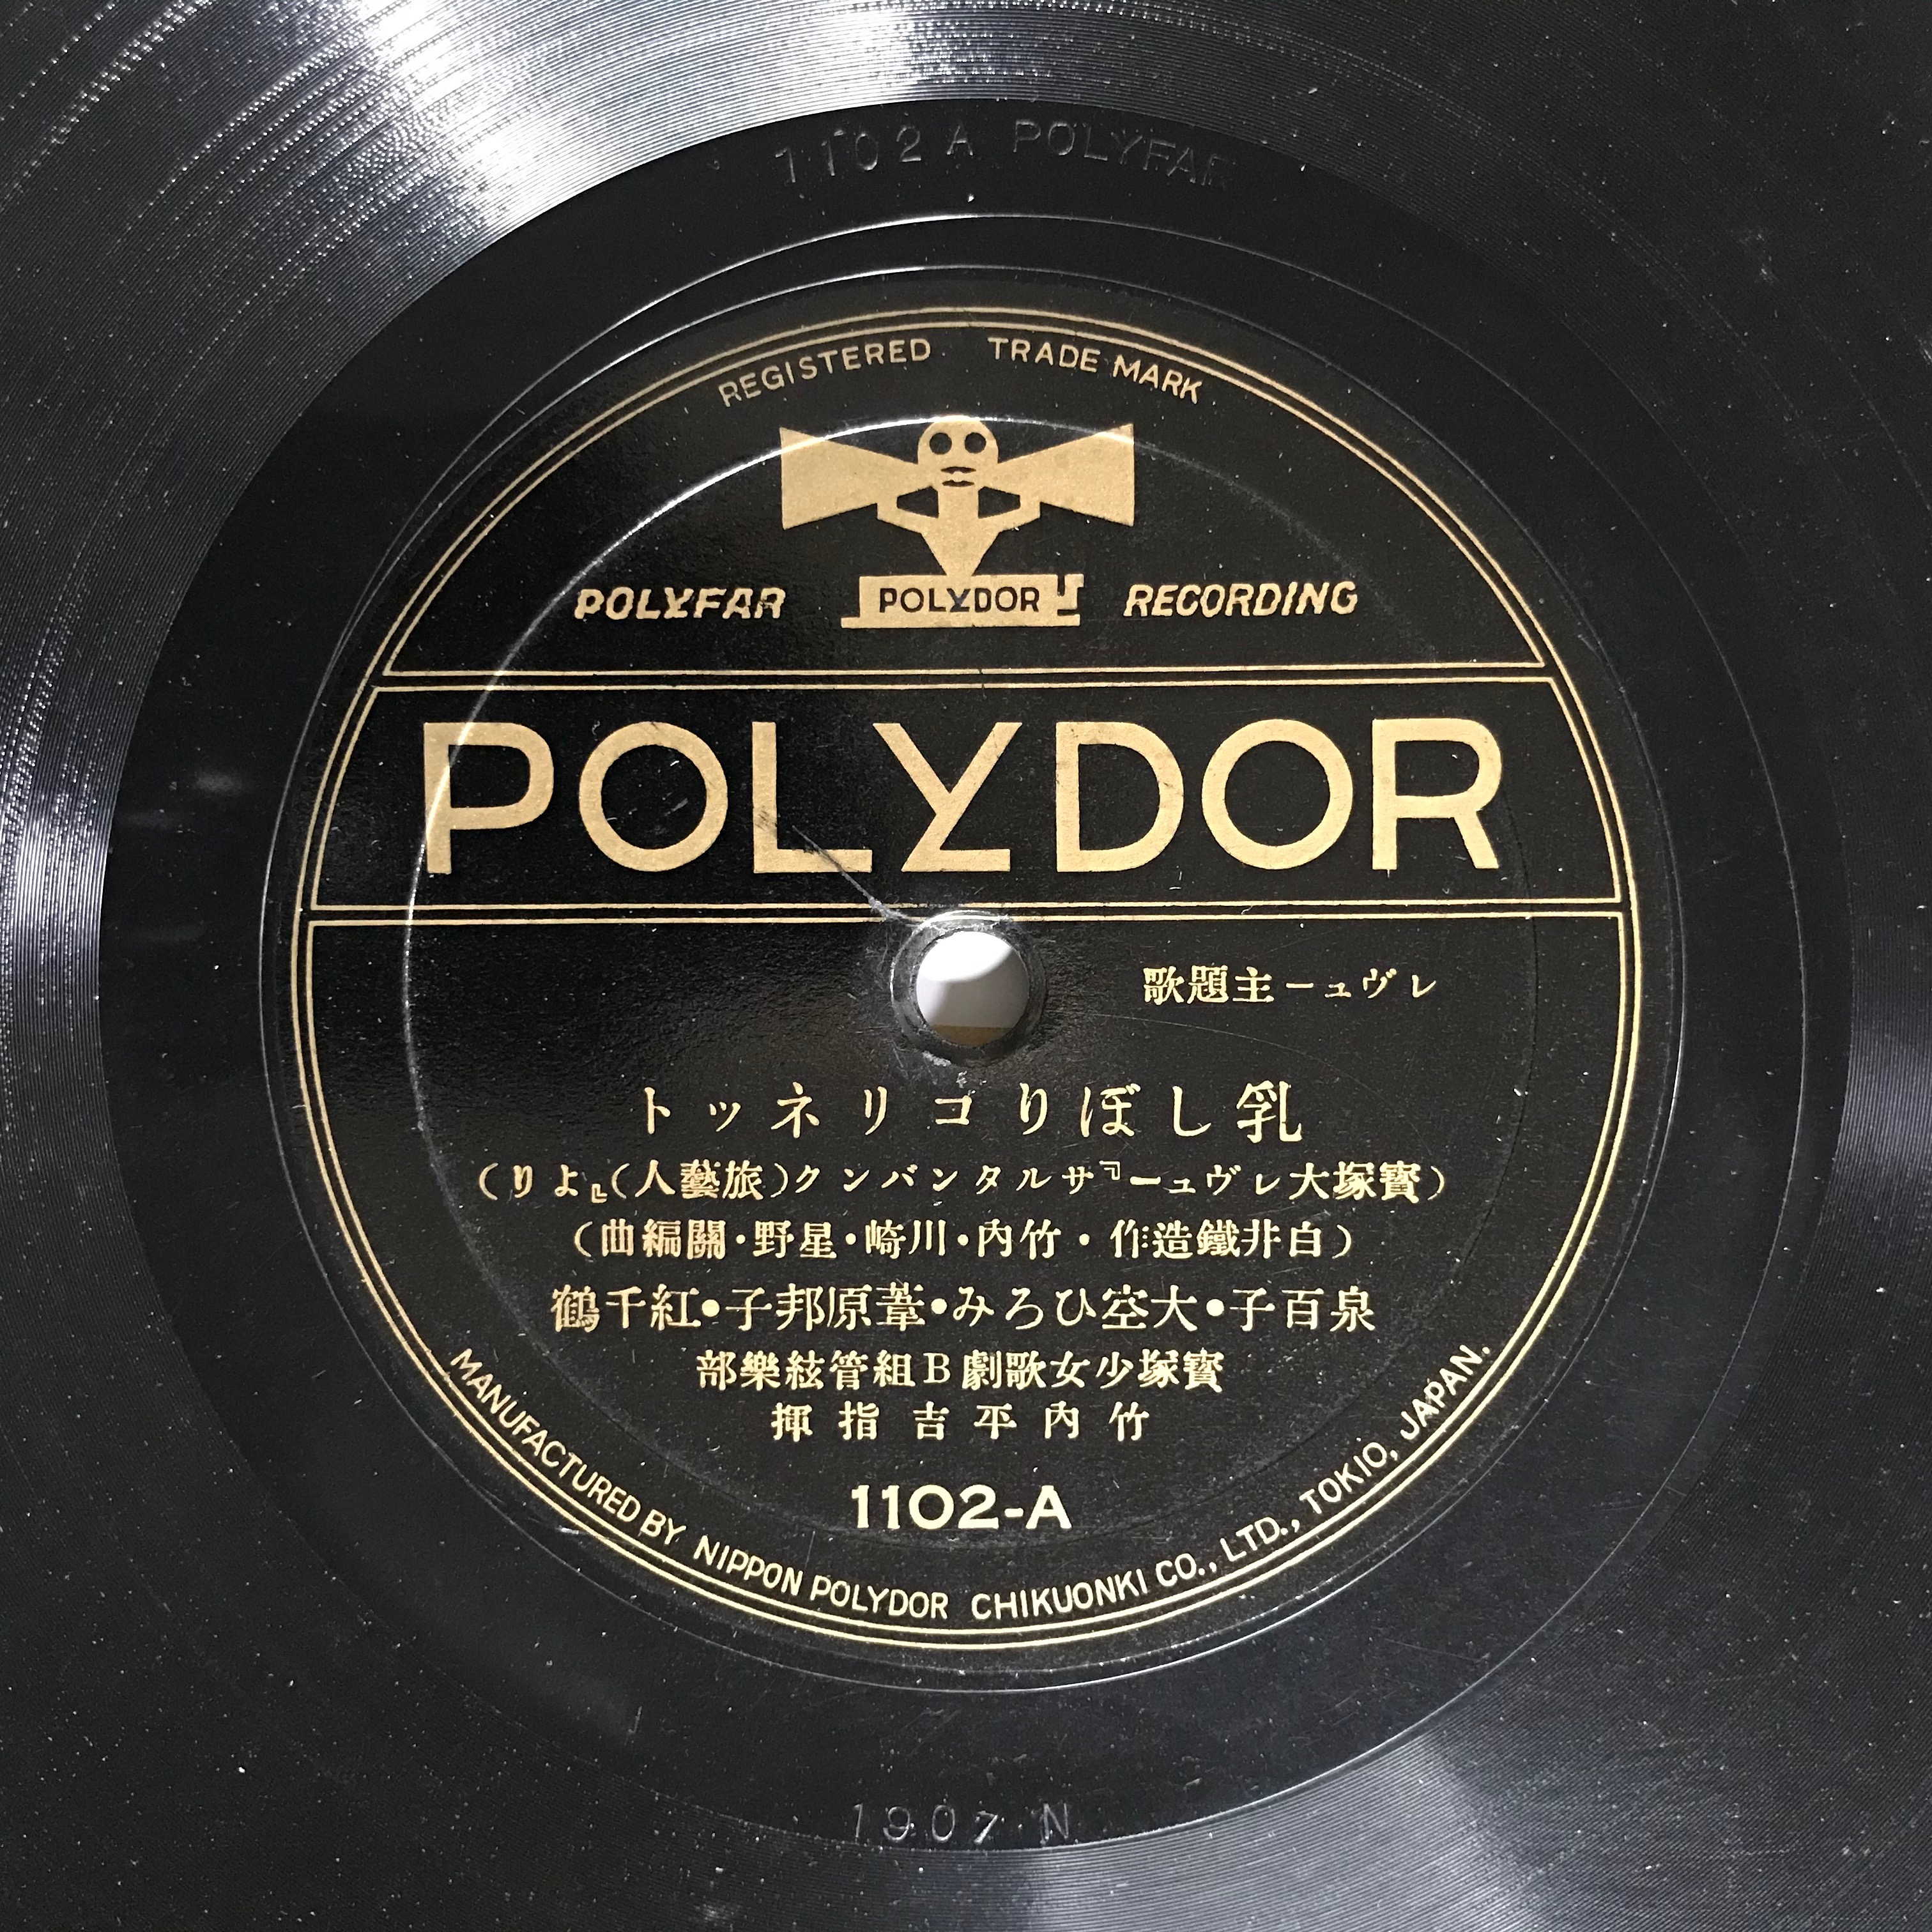 1102 A POLYFAR
REGISTERED TRADE MARK
POLYDOR
POLYFAR RECORDING
POLYDOR
レヴュー主題歌
乳しぼりコリネット
(寶塚大レヴュー『サルタンバンク(旅藝人)』より)
(白非鐵造作・竹内・川崎・星野・關編曲)
泉百子•大空ひろみ•葦原邦子•紅千鶴
寶塚少女歌劇B組管絃樂部
竹内平吉指揮
1102-A
MANUFACTURED BY NIPPON POLYDOR CHIKUONKI CO., LTD., TOKIO, JAPAN.
1907 N